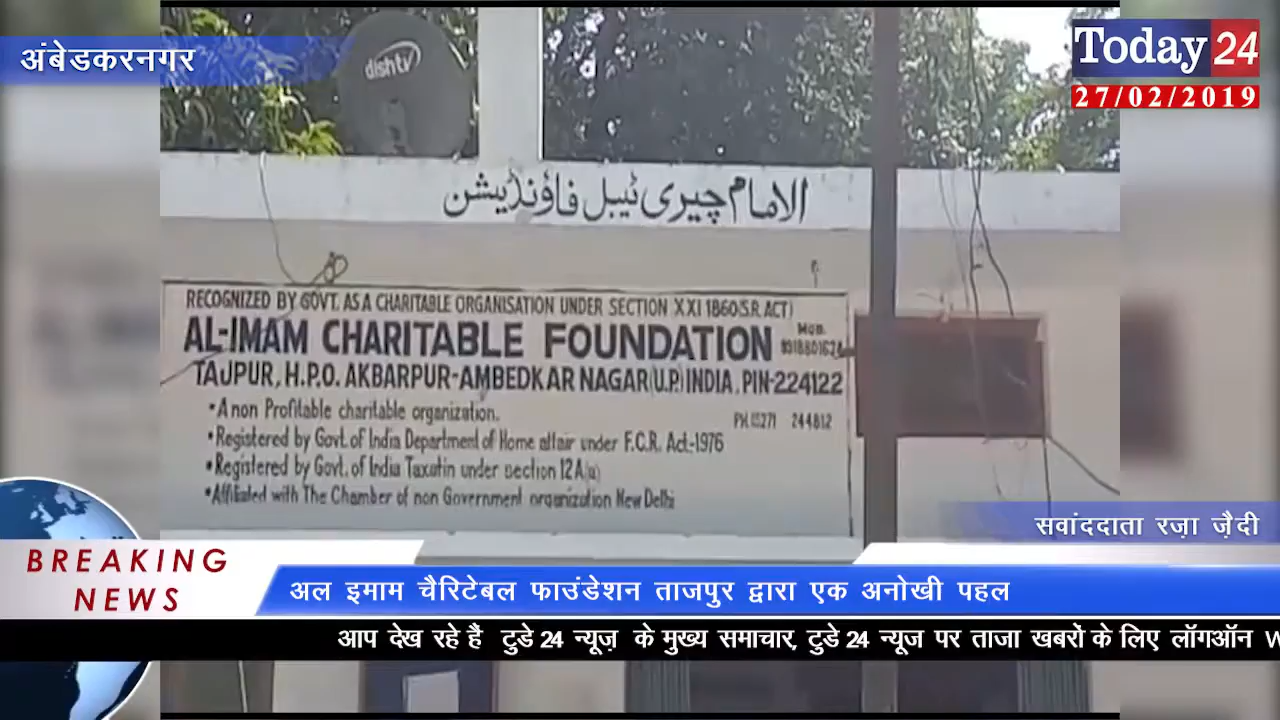 अंबेडकरनगर
dishtv
Today 24
27/02/2019
الامام چیری ٹیبل فاؤنڈیشن
RECOGNIZED BY GOVT. AS A CHARITABLE ORGANISATION UNDER SECTION XXI 1860(S.R. ACT)
AL-IMAM CHARITABLE FOUNDATION
MOB.
TAJPUR, H.P.O. AKBARPUR-AMBEDKAR NAGAR (U.P.) INDIA. PIN-224122
•A non Profitable charitable organization.
244812
•Registered by Govt. of India Department of Home affair under F.C.R. Act.-1976
•Registered by Govt. of India Taxatin under section 12A(a)
•Affiliated with The Chamber of non Government organization New Delhi
सवांददाता रज़ा ज़ैदी
BREAKING
NEWS
अल इमाम चैरिटेबल फाउंडेशन ताजपुर द्वारा एक अनोखी पहल
आप देख रहे हैं टुडे 24 न्यूज़ के मुख्य समाचार, टुडे 24 न्यूज पर ताजा खबरों के लिए लॉगऑन W